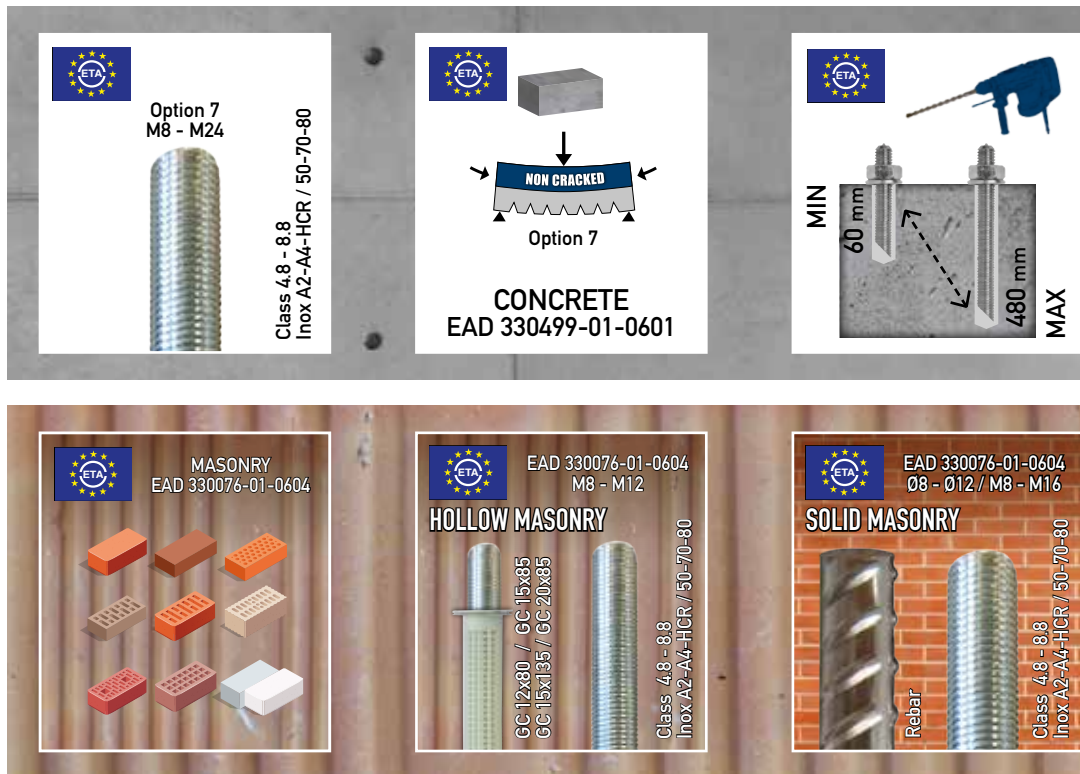 ETA
Option 7
M8 - M24
Class 4.8 - 8.8
Inox A2-A4-HCR / 50-70-80
ETA
NON CRACKED
Option 7
CONCRETE
EAD 330499-01-0601
ETA
MIN
60 mm
480 mm
MAX
ETA
MASONRY
EAD 330076-01-0604
ETA
EAD 330076-01-0604
M8 - M12
HOLLOW MASONRY
GC 12x80 / GC 15x85
GC 15x135 / GC 20x85
Class 4.8 - 8.8
Inox A2-A4-HCR / 50-70-80
ETA
EAD 330076-01-0604
Ø8 - Ø12 / M8 - M16
SOLID MASONRY
Rebar
Class 4.8 - 8.8
Inox A2-A4-HCR / 50-70-80